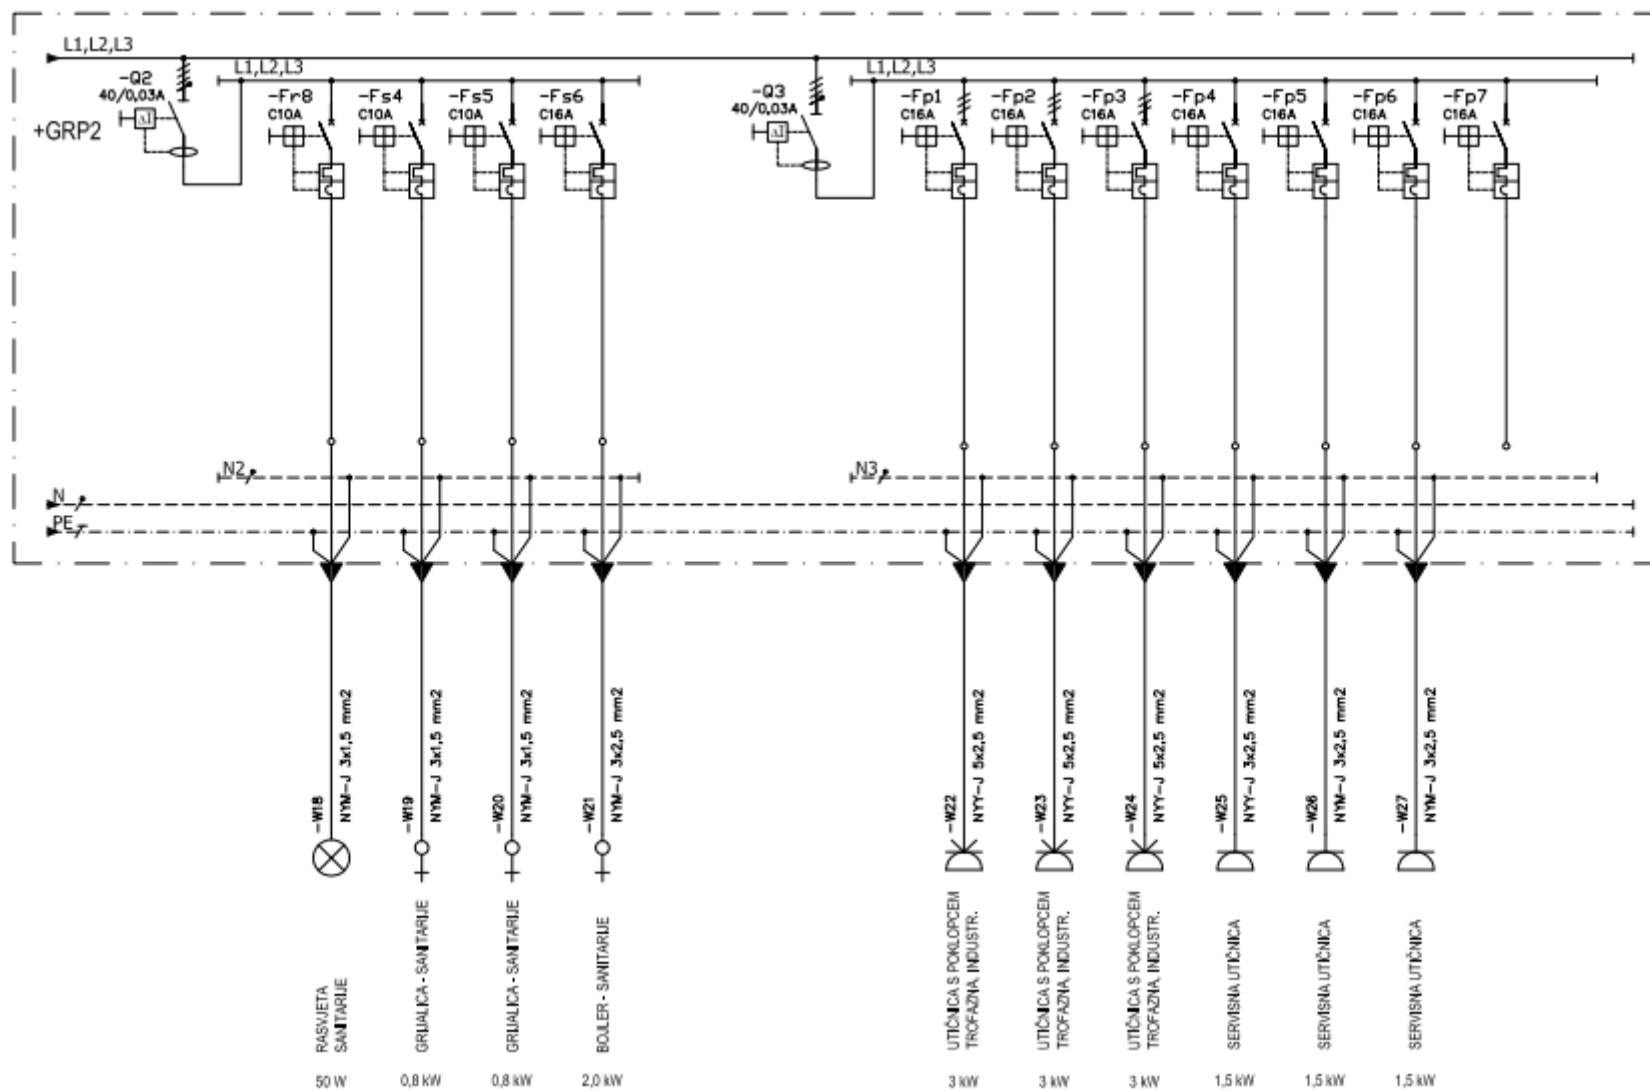 L1,L2,L3
L1,L2,L3
L1,L2,L3
+GRP2
-Q2
40/0,03A
ΔI
-Fr8
C10A
-Fs4
C10A
-Fs5
C10A
-Fs6
C16A
-Q3
40/0,03A
ΔI
-Fp1
C16A
-Fp2
C16A
-Fp3
C16A
-Fp4
C16A
-Fp5
C16A
-Fp6
C16A
-Fp7
C16A
N2
N3
N
PE
-W18
NYM-J 3x1,5 mm2
-W19
NYM-J 3x1,5 mm2
-W20
NYM-J 3x1,5 mm2
-W21
NYM-J 3x2,5 mm2
-W22
NYY-J 5x2,5 mm2
-W23
NYY-J 5x2,5 mm2
-W24
NYY-J 5x2,5 mm2
-W25
NYY-J 3x2,5 mm2
-W26
NYM-J 3x2,5 mm2
-W27
NYM-J 3x2,5 mm2
RASVJETA
SANITARIJE
50 W
GRIJALICA - SANITARIJE
0,8 kW
GRIJALICA - SANITARIJE
0,8 kW
BOJLER - SANITARIJE
2,0 kW
UTIČNICA S POKLOPCEM
TROFAZNA, INDUSTR.
3 kW
UTIČNICA S POKLOPCEM
TROFAZNA, INDUSTR.
3 kW
UTIČNICA S POKLOPCEM
TROFAZNA, INDUSTR.
3 kW
SERVISNA UTIČNICA
1,5 kW
SERVISNA UTIČNICA
1,5 kW
SERVISNA UTIČNICA
1,5 kW